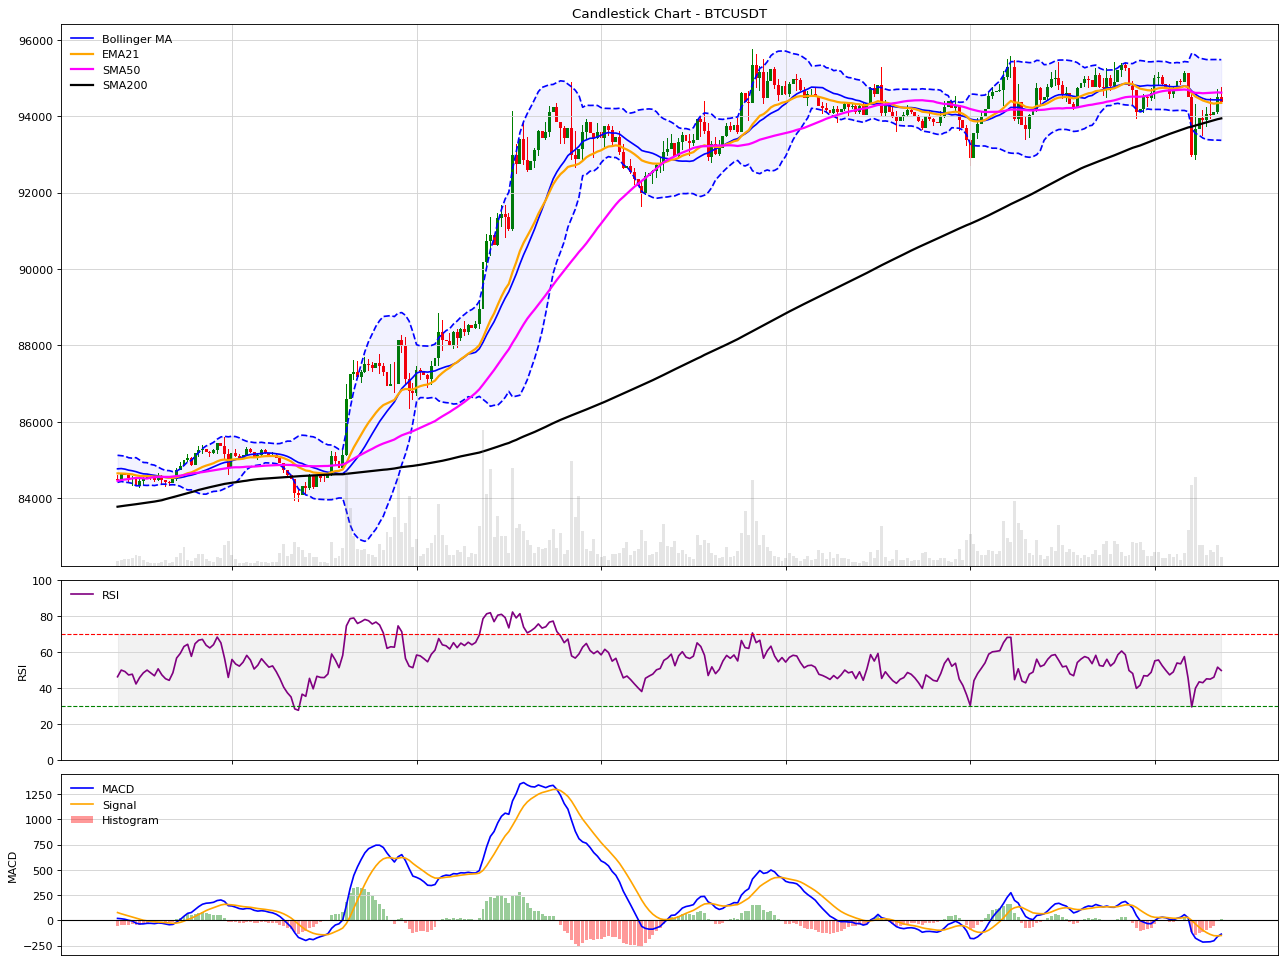 Candlestick Chart - BTCUSDT
Bollinger MA
EMA21
SMA50
SMA200
96000
94000
92000
90000
88000
86000
84000
RSI
100
80
60
40
20
0
RSI
MACD
Signal
Histogram
1250
1000
750
500
250
0
−250
MACD